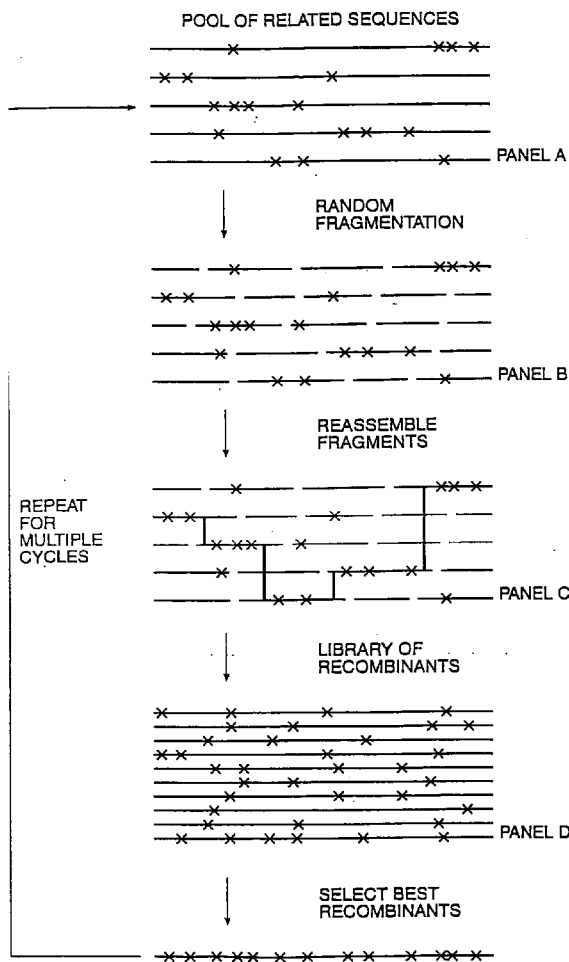 POOL OF RELATED SEQUENCES
PANEL A
RANDOM
FRAGMENTATION
PANEL B
REASSEMBLE
FRAGMENTS
REPEAT
FOR
MULTIPLE
CYCLES
PANEL C
LIBRARY OF
RECOMBINANTS
PANEL D
SELECT BEST
RECOMBINANTS